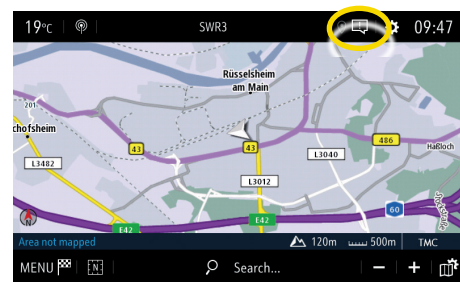 19°C
SWR3
09:47
Rüsselsheim
am Main
201
chofsheim
43
43
486
Haßloch
L3482
L3040
L3012
60
N
E42
E42
Area not mapped
120m
500m
TMC
MENU
N
Search...